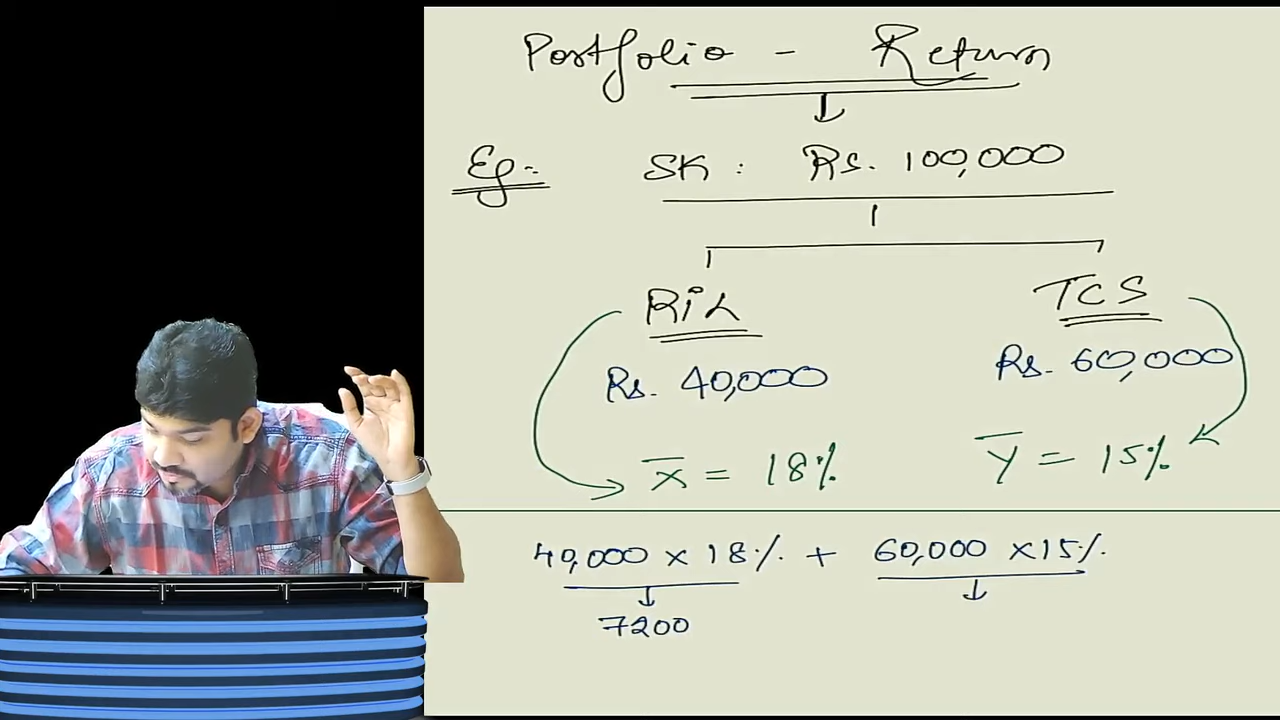 Portfolio - Return
Eg:- SK : Rs. 100,000
RIL TCS
Rs. 40,000 Rs. 60,000
x̅ = 18% y̅ = 15%
40,000 x 18% + 60,000 x 15%
7200